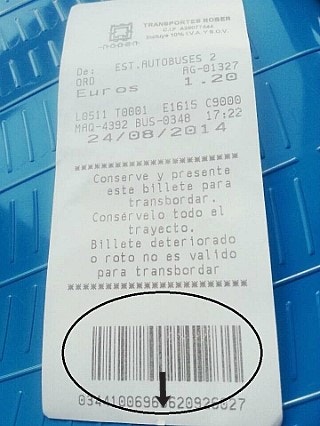 TRANSPORTES ROBER
Incluye 10% I.V.A. Y S.O.V.
rober
De: EST.AUTOBUSES 2
ORD AG-01327
Euros 1.20
L0511 T0001 E1615 C9000
MAQ-4392 BUS-0348 17:22
24/08/2014
Conserve y presente
este billete para
transbordar.
Consérvelo todo el
trayecto.
Billete deteriorado
o roto no es valido
para transbordar